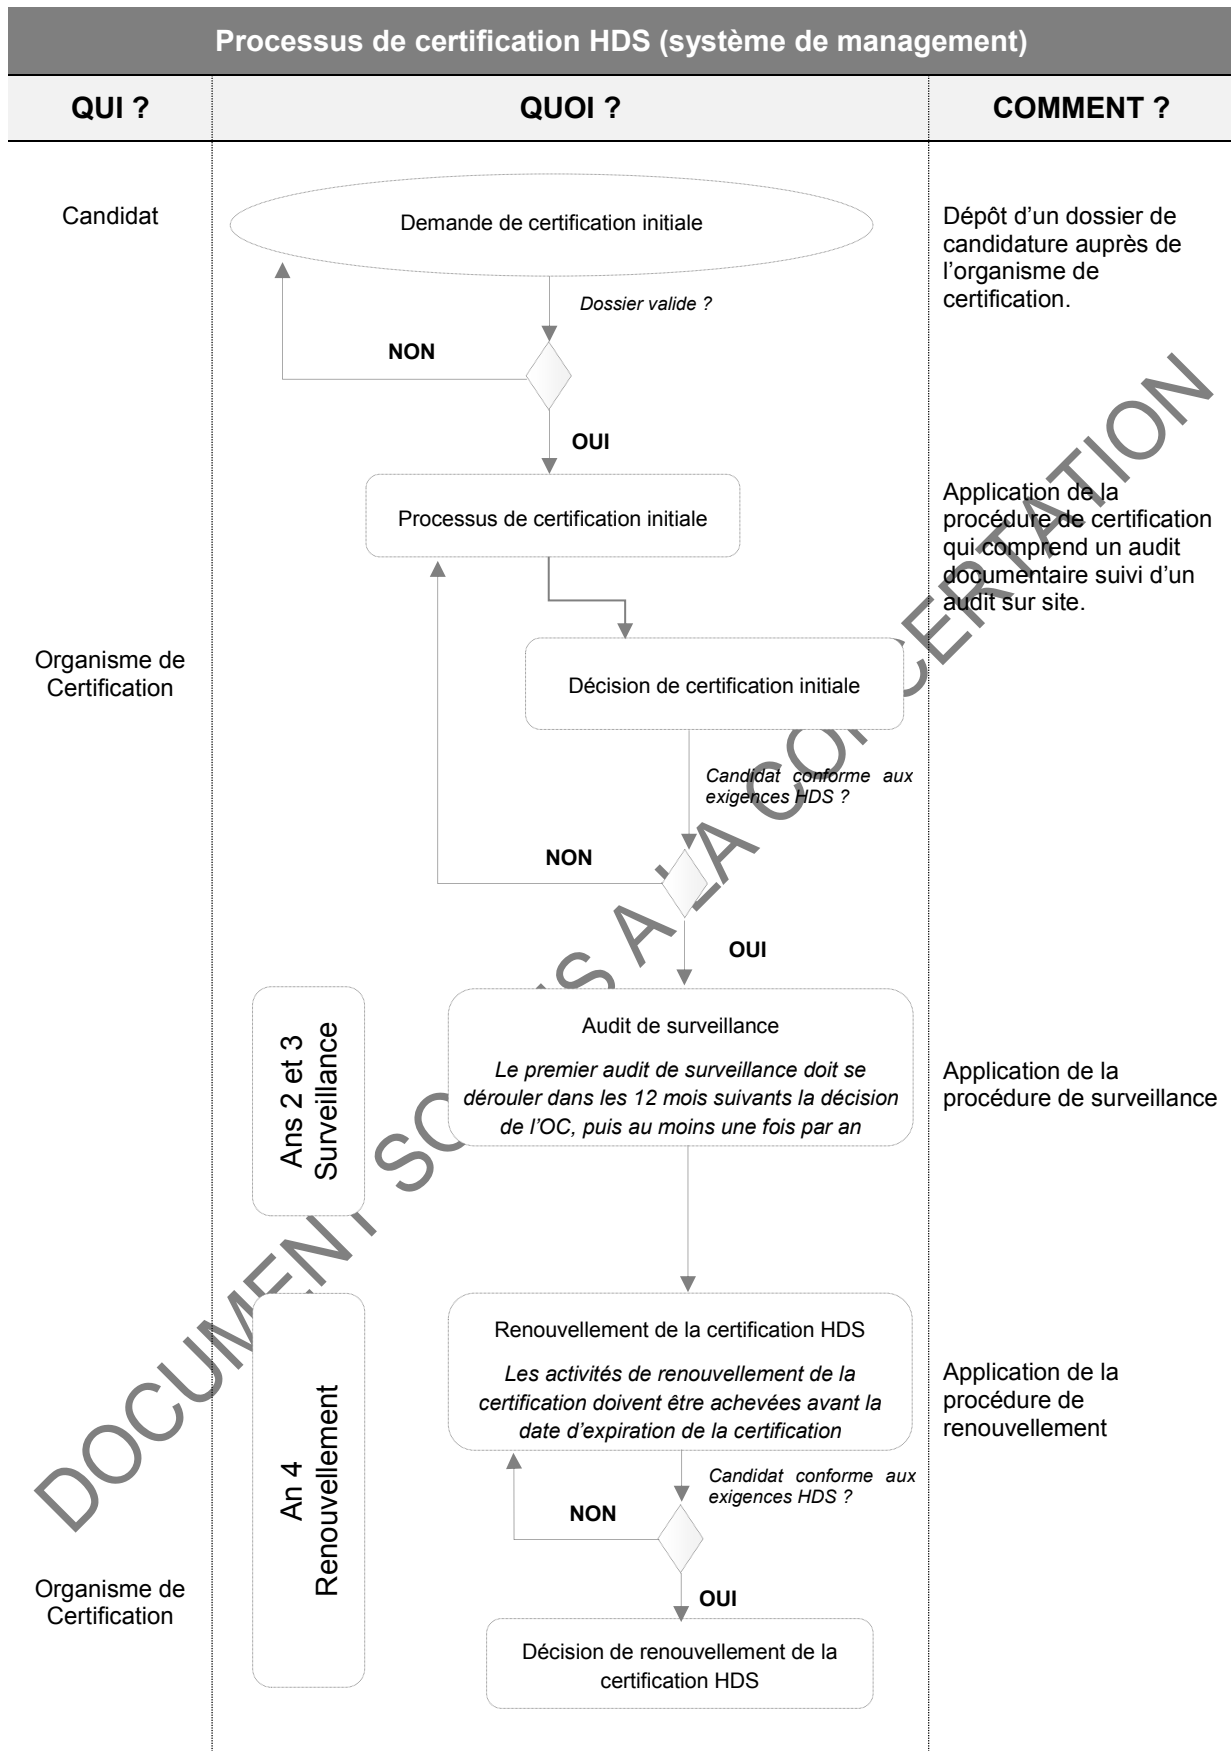 Processus de certification HDS (système de management)
QUI ?
QUOI ?
COMMENT ?
Candidat
Demande de certification initiale
Dépôt d’un dossier de
candidature auprès de
l’organisme de
certification.
Dossier valide ?
NON
OUI
Processus de certification initiale
Application de la
procédure de certification
qui comprend un audit
documentaire suivi d’un
audit sur site.
Organisme de
Certification
Décision de certification initiale
Candidat conforme aux
exigences HDS ?
NON
OUI
Ans 2 et 3
Surveillance
Audit de surveillance
Le premier audit de surveillance doit se
dérouler dans les 12 mois suivants la décision
de l’OC, puis au moins une fois par an
Application de la
procédure de surveillance
An 4
Renouvellement
Renouvellement de la certification HDS
Les activités de renouvellement de la
certification doivent être achevées avant la
date d’expiration de la certification
Application de la
procédure de
renouvellement
Candidat conforme aux
exigences HDS ?
NON
OUI
Organisme de
Certification
Décision de renouvellement de la
certification HDS
DOCUMENT SOUMIS A LA CONCERTATION